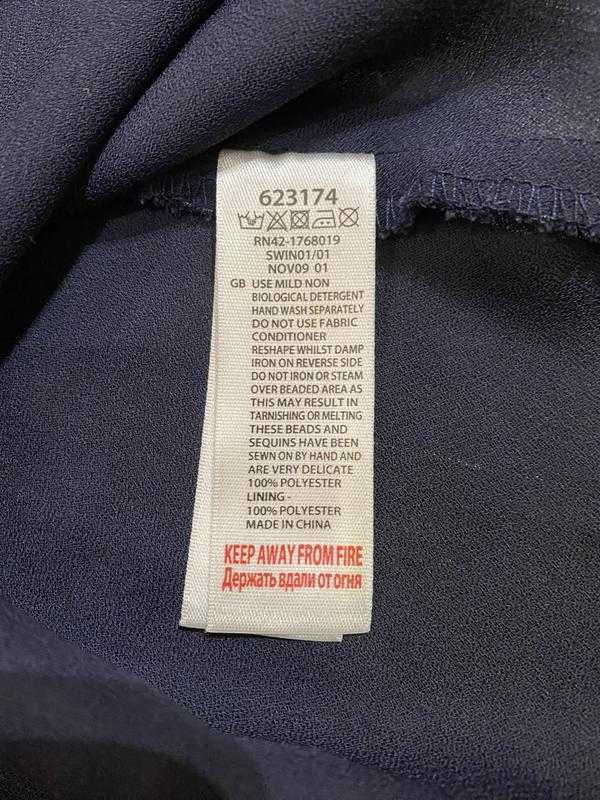 623174
RN42-1768019
SWIN01/01
NOV09 01
GB USE MILD NON
BIOLOGICAL DETERGENT
HAND WASH SEPARATELY
DO NOT USE FABRIC
CONDITIONER
RESHAPE WHILST DAMP
IRON ON REVERSE SIDE
DO NOT IRON OR STEAM
OVER BEADED AREA AS
THIS MAY RESULT IN
TARNISHING OR MELTING
THESE BEADS AND
SEQUINS HAVE BEEN
SEWN ON BY HAND AND
ARE VERY DELICATE
100% POLYESTER
LINING -
100% POLYESTER
MADE IN CHINA
KEEP AWAY FROM FIRE
Держать вдали от огня